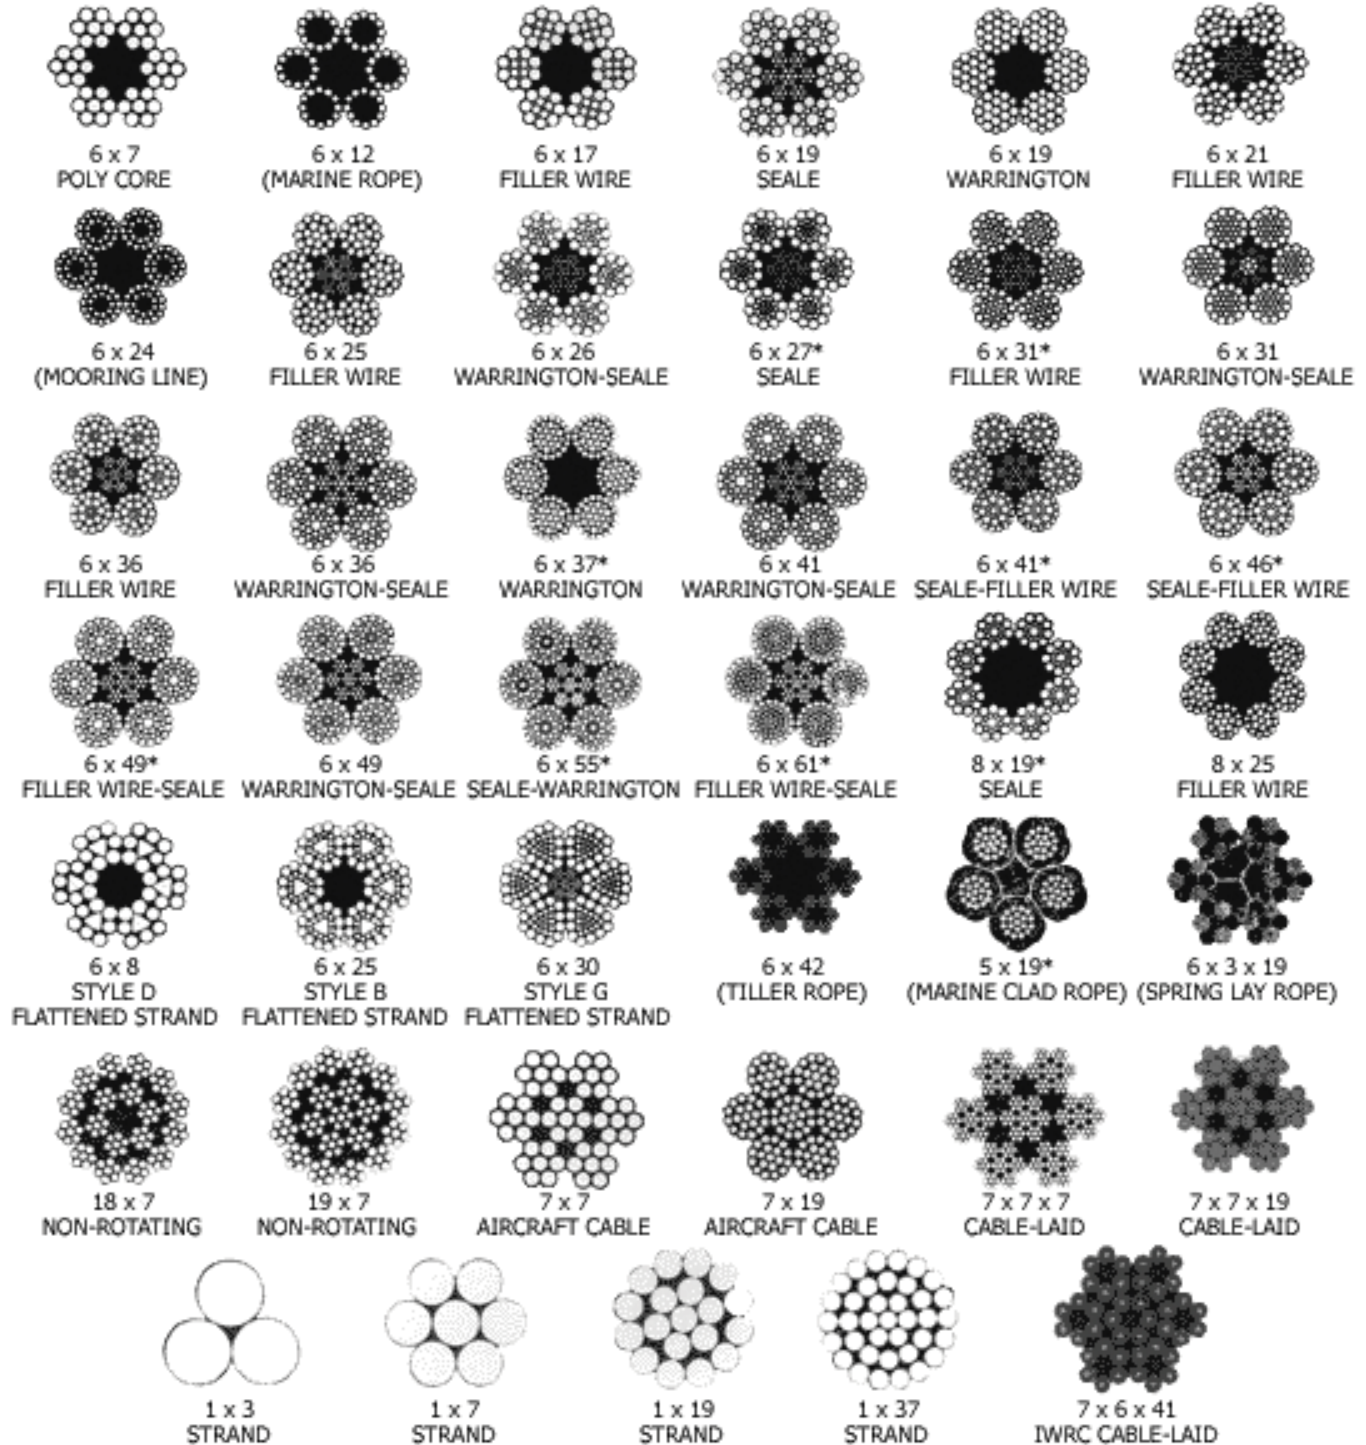 6 x 7 6 x 12 6 x 17 6 x 19 6 x 19 6 x 21
POLY CORE (MARINE ROPE) FILLER WIRE SEALE WARRINGTON FILLER WIRE
6 x 24 6 x 25 6 x 26 6 x 27* 6 x 31* 6 x 31
(MOORING LINE) FILLER WIRE WARRINGTON-SEALE SEALE FILLER WIRE WARRINGTON-SEALE
6 x 36 6 x 36 6 x 37* 6 x 41 6 x 41* 6 x 46*
FILLER WIRE WARRINGTON-SEALE WARRINGTON WARRINGTON-SEALE SEALE-FILLER WIRE SEALE-FILLER WIRE
6 x 49* 6 x 49 6 x 55* 6 x 61* 8 x 19* 8 x 25
FILLER WIRE-SEALE WARRINGTON-SEALE SEALE-WARRINGTON FILLER WIRE-SEALE SEALE FILLER WIRE
6 x 8 6 x 25 6 x 30 6 x 42 5 x 19* 6 x 3 x 19
STYLE D STYLE B STYLE G (TILLER ROPE) (MARINE CLAD ROPE) (SPRING LAY ROPE)
FLATTENED STRAND FLATTENED STRAND FLATTENED STRAND
18 x 7 19 x 7 7 x 7 7 x 19 7 x 7 x 7 7 x 7 x 19
NON-ROTATING NON-ROTATING AIRCRAFT CABLE AIRCRAFT CABLE CABLE-LAID CABLE-LAID
1 x 3 1 x 7 1 x 19 1 x 37 7 x 6 x 41
STRAND STRAND STRAND STRAND IWRC CABLE-LAID